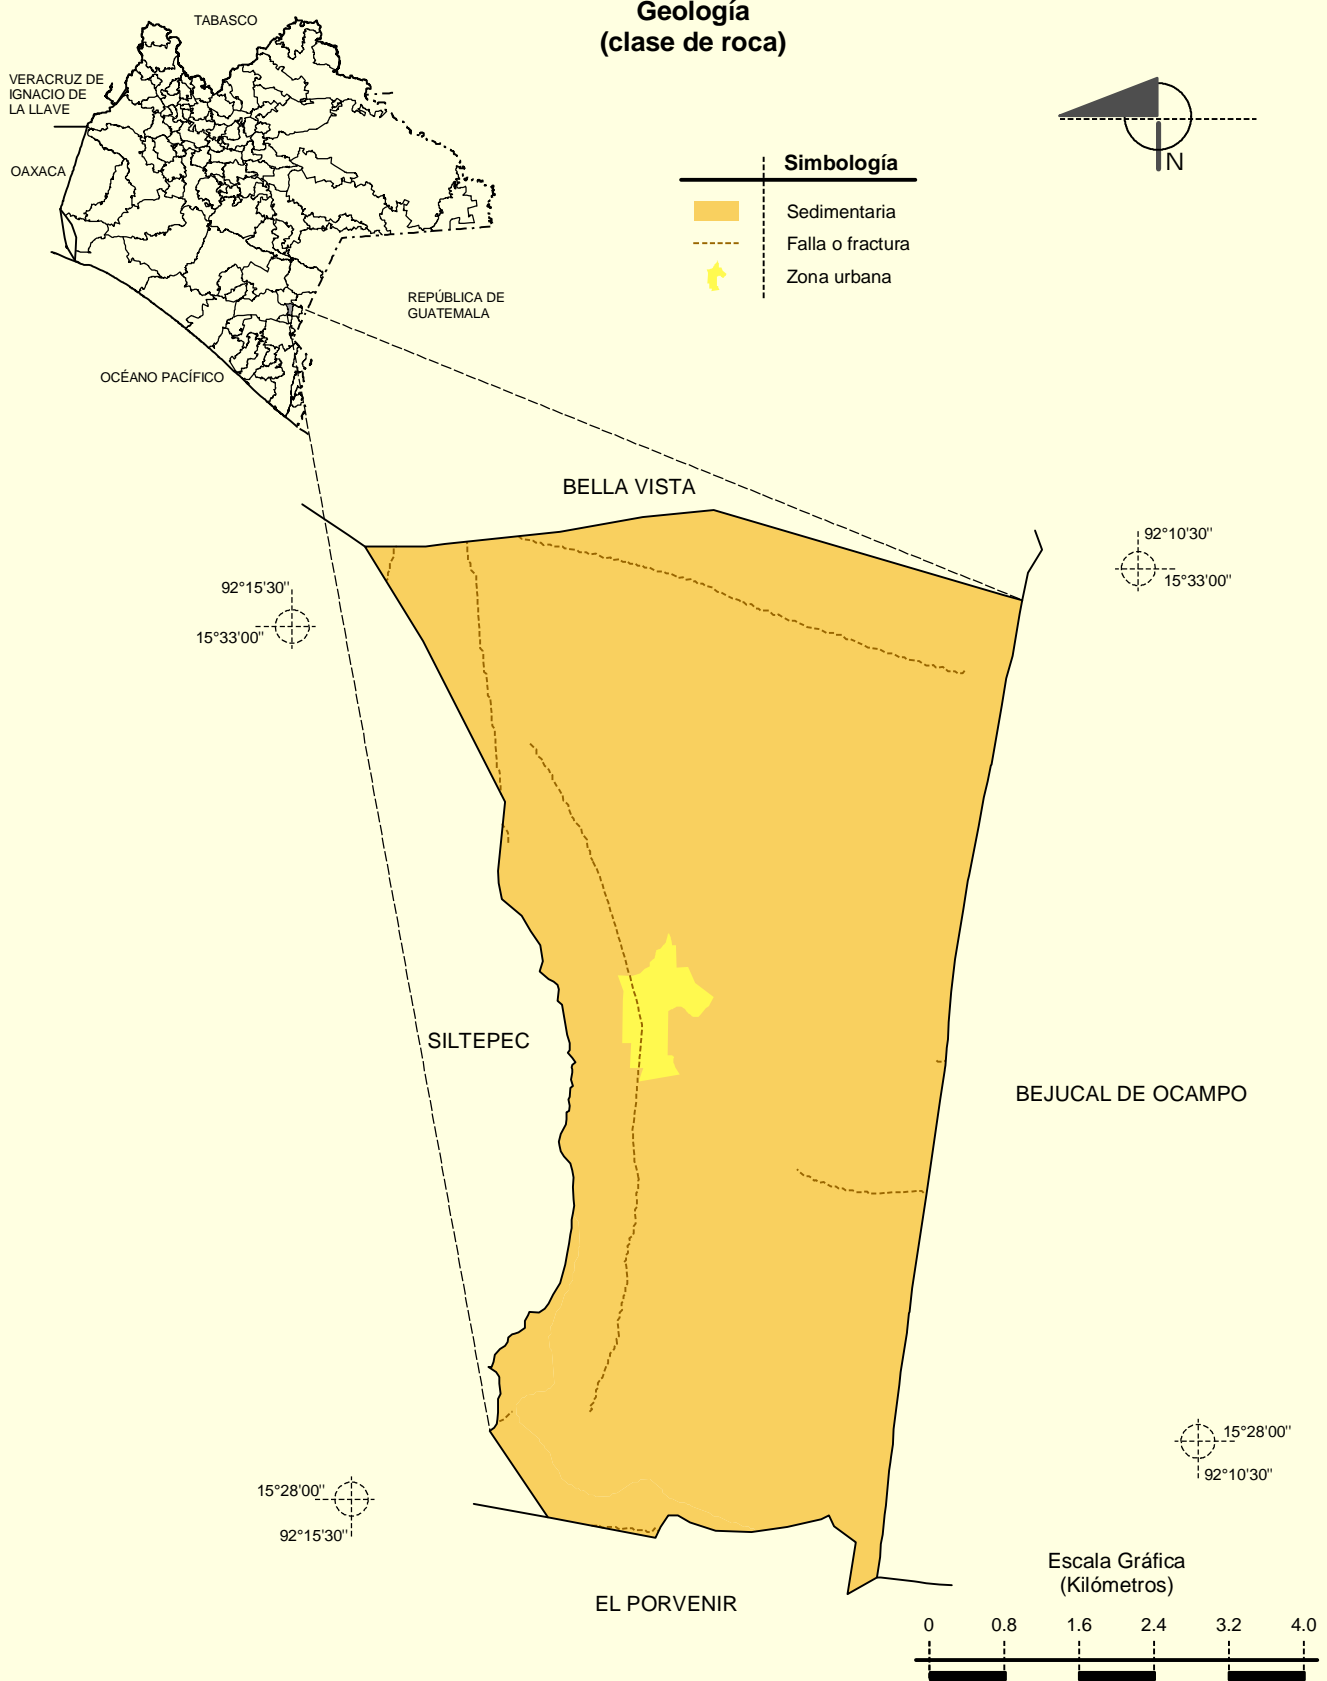 Geología
(clase de roca)
TABASCO
VERACRUZ DE
IGNACIO DE
LA LLAVE
OAXACA
REPÚBLICA DE
GUATEMALA
OCÉANO PACÍFICO
N
Simbología
Sedimentaria
Falla o fractura
Zona urbana
BELLA VISTA
92°10'30"
15°33'00"
92°15'30"
15°33'00"
SILTEPEC
BEJUCAL DE OCAMPO
15°28'00"
92°10'30"
15°28'00"
92°15'30"
EL PORVENIR
Escala Gráfica
(Kilómetros)
0 0.8 1.6 2.4 3.2 4.0